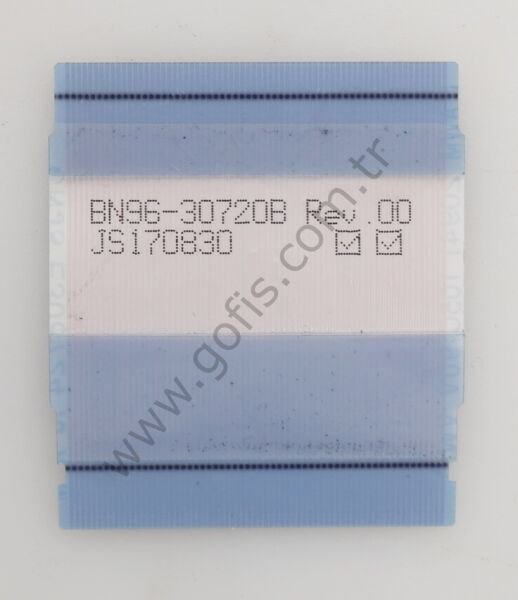 BN96-30720B Rev.00
JS170830 ☑ ☑
www.gofis.com.tr